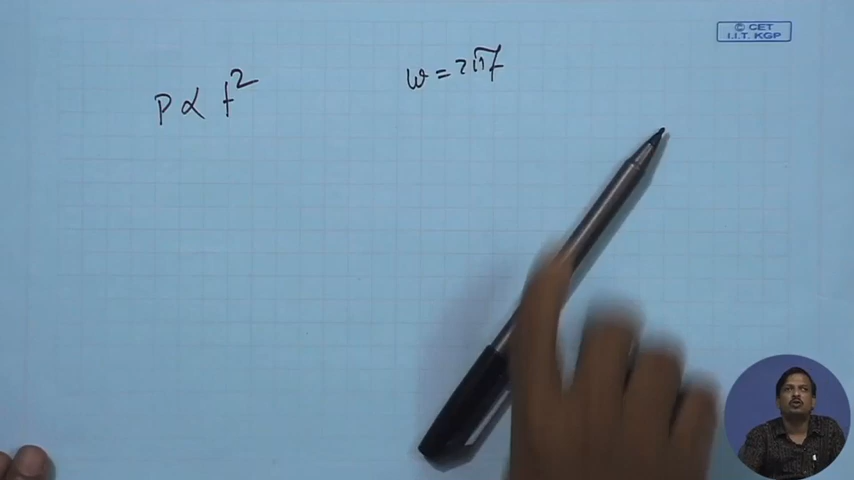 P ∝ f²
ω = 2πf
© CET
I.I.T. KGP